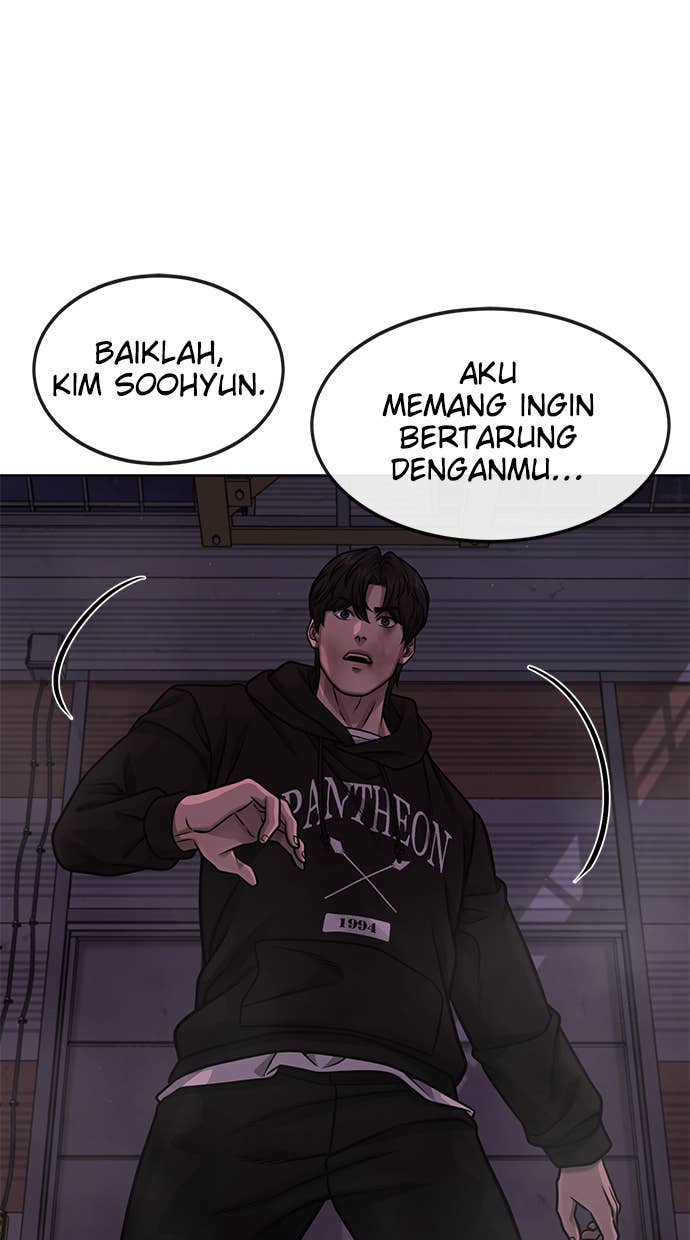 BAIKLAH,
KIM SOOHYUN.
AKU
MEMANG INGIN
BERTARUNG
DENGANMU...
PANTHEON
1994